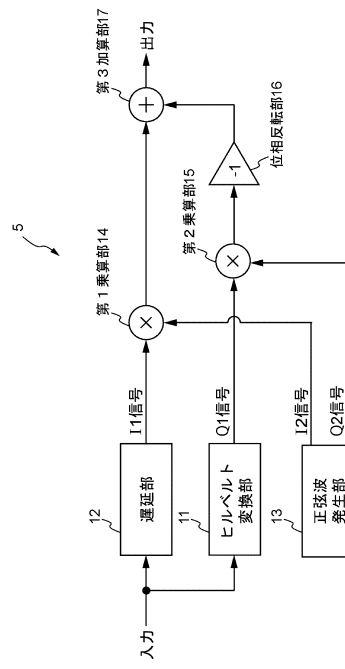 5
入力
12
遅延部
I1信号
第1乗算部14
×
第3加算部17
+
出力
11
ヒルベルト
変換部
Q1信号
第2乗算部15
×
-1
位相反転部16
13
正弦波
発生部
I2信号
Q2信号